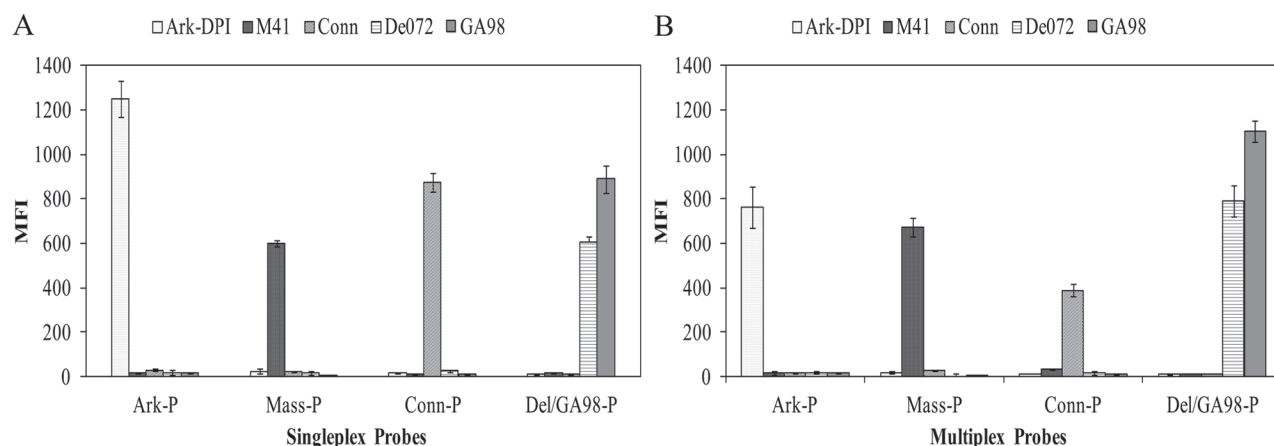 A
Ark-DPI M41 Conn De072 GA98
1400
1200
1000
800
600
400
200
0
MFI
Ark-P Mass-P Conn-P Del/GA98-P
Singleplex Probes
B
Ark-DPI M41 Conn De072 GA98
1400
1200
1000
800
600
400
200
0
MFI
Ark-P Mass-P Conn-P Del/GA98-P
Multiplex Probes